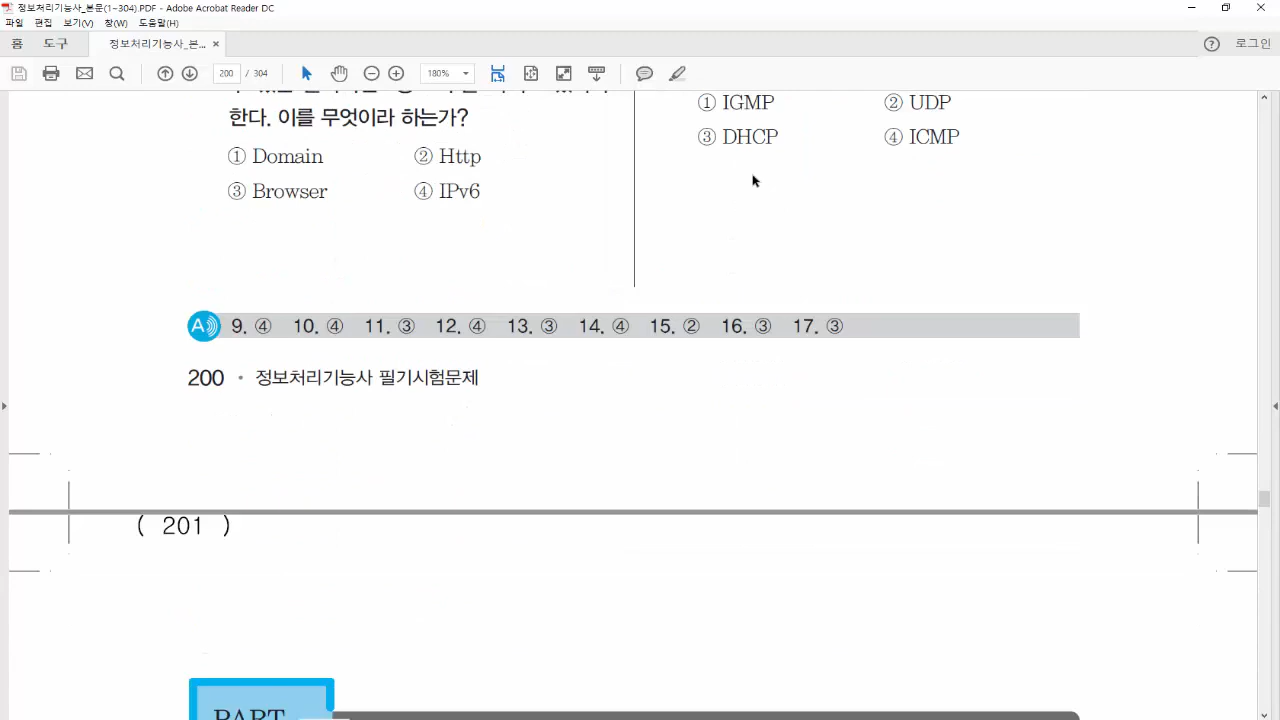 정보처리기능사_본문(1~304).PDF - Adobe Acrobat Reader DC
파일 편집 보기(V) 창(W) 도움말(H)
홈 도구 정보처리기능사_본... × 로그인
200 / 304 180%
한다. 이를 무엇이라 하는가?
① Domain ② Http
③ Browser ④ IPv6
① IGMP ② UDP
③ DHCP ④ ICMP
A 9. ④ 10. ④ 11. ③ 12. ④ 13. ③ 14. ④ 15. ② 16. ③ 17. ③
200 · 정보처리기능사 필기시험문제
( 201 )
PART